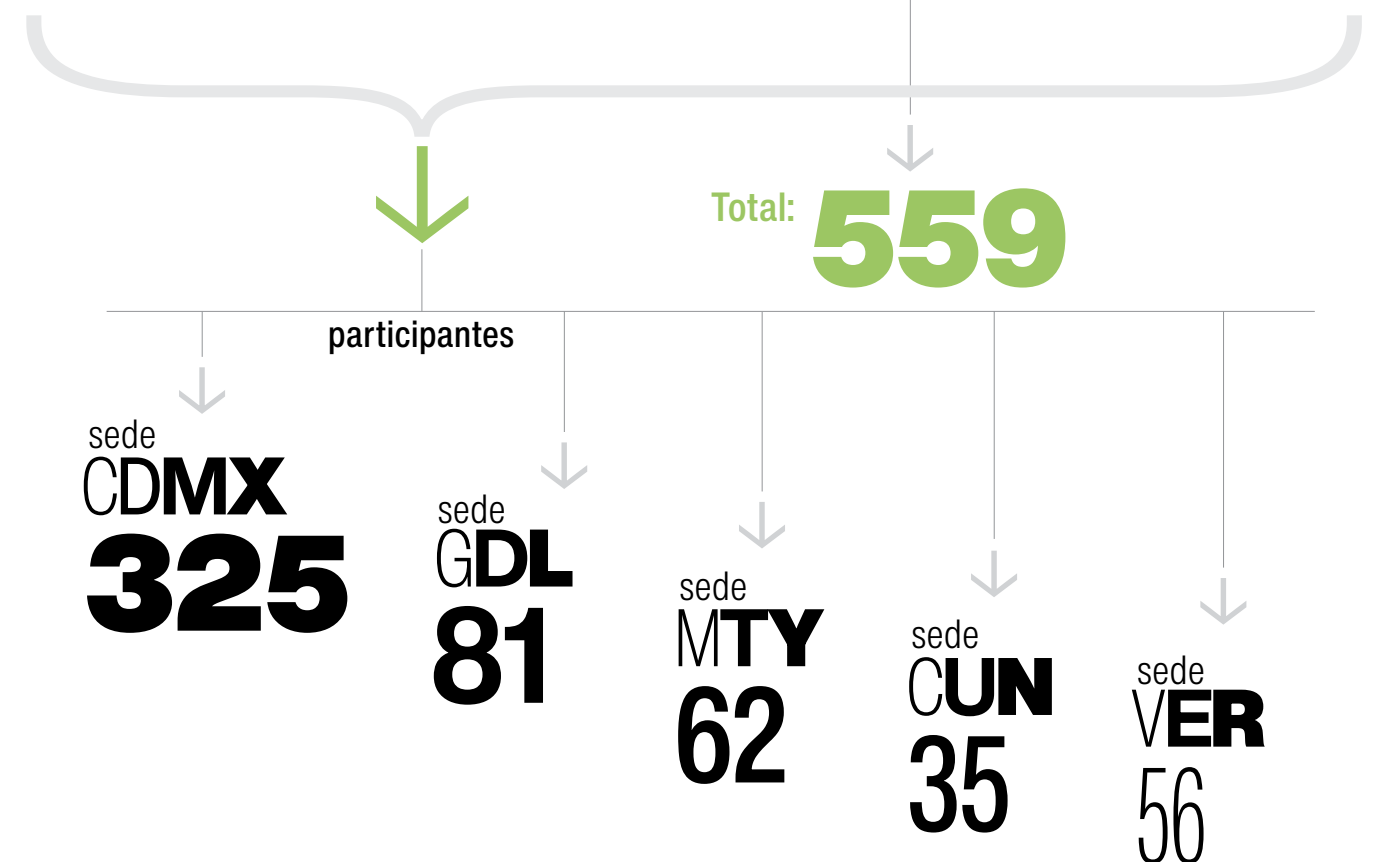 Total: 559
participantes
sede
CDMX
325
sede
GDL
81
sede
MTY
62
sede
CUN
35
sede
VER
56